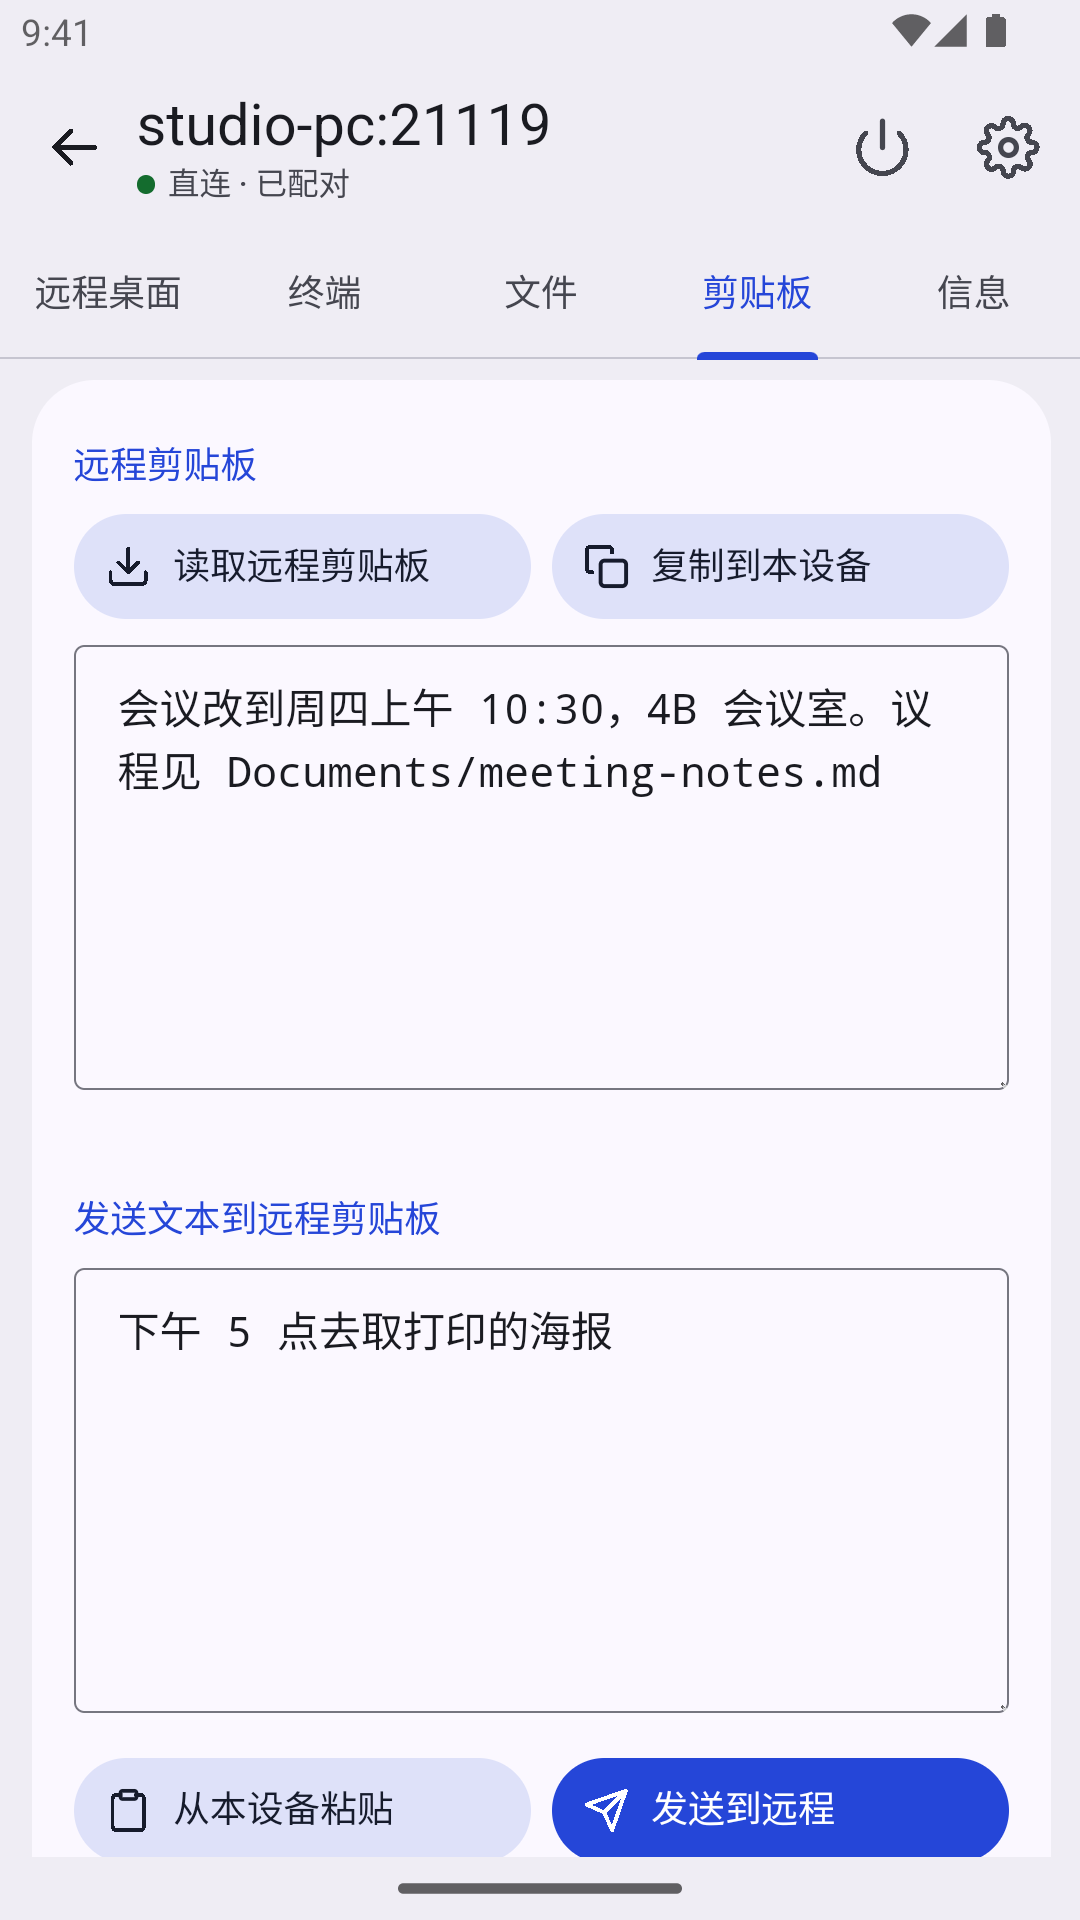 9:41
studio-pc:21119
直连 · 已配对
远程桌面
终端
文件
剪贴板
信息
远程剪贴板
读取远程剪贴板
复制到本设备
会议改到周四上午 10:30，4B 会议室。议
程见 Documents/meeting-notes.md
发送文本到远程剪贴板
下午 5 点去取打印的海报
从本设备粘贴
发送到远程